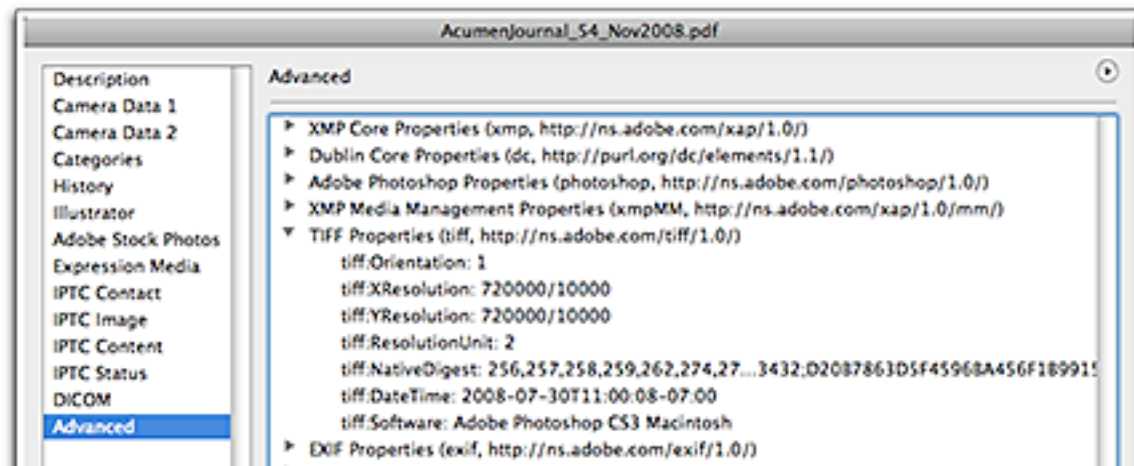 AcumenJournal_54_Nov2008.pdf
Description
Camera Data 1
Camera Data 2
Categories
History
Illustrator
Adobe Stock Photos
Expression Media
IPTC Contact
IPTC Image
IPTC Content
IPTC Status
DICOM
Advanced
Advanced
XMP Core Properties (xmp, http://ns.adobe.com/xap/1.0/)
Dublin Core Properties (dc, http://purl.org/dc/elements/1.1/)
Adobe Photoshop Properties (photoshop, http://ns.adobe.com/photoshop/1.0/)
XMP Media Management Properties (xmpMM, http://ns.adobe.com/xap/1.0/mm/)
TIFF Properties (tiff, http://ns.adobe.com/tiff/1.0/)
tiff:Orientation: 1
tiff:XResolution: 720000/10000
tiff:YResolution: 720000/10000
tiff:ResolutionUnit: 2
tiff:NativeDigest: 256,257,258,259,262,274,27...3432;D2087863D5F45968A456F1B9915
tiff:DateTime: 2008-07-30T11:00:08-07:00
tiff:Software: Adobe Photoshop CS3 Macintosh
EXIF Properties (exif, http://ns.adobe.com/exif/1.0/)